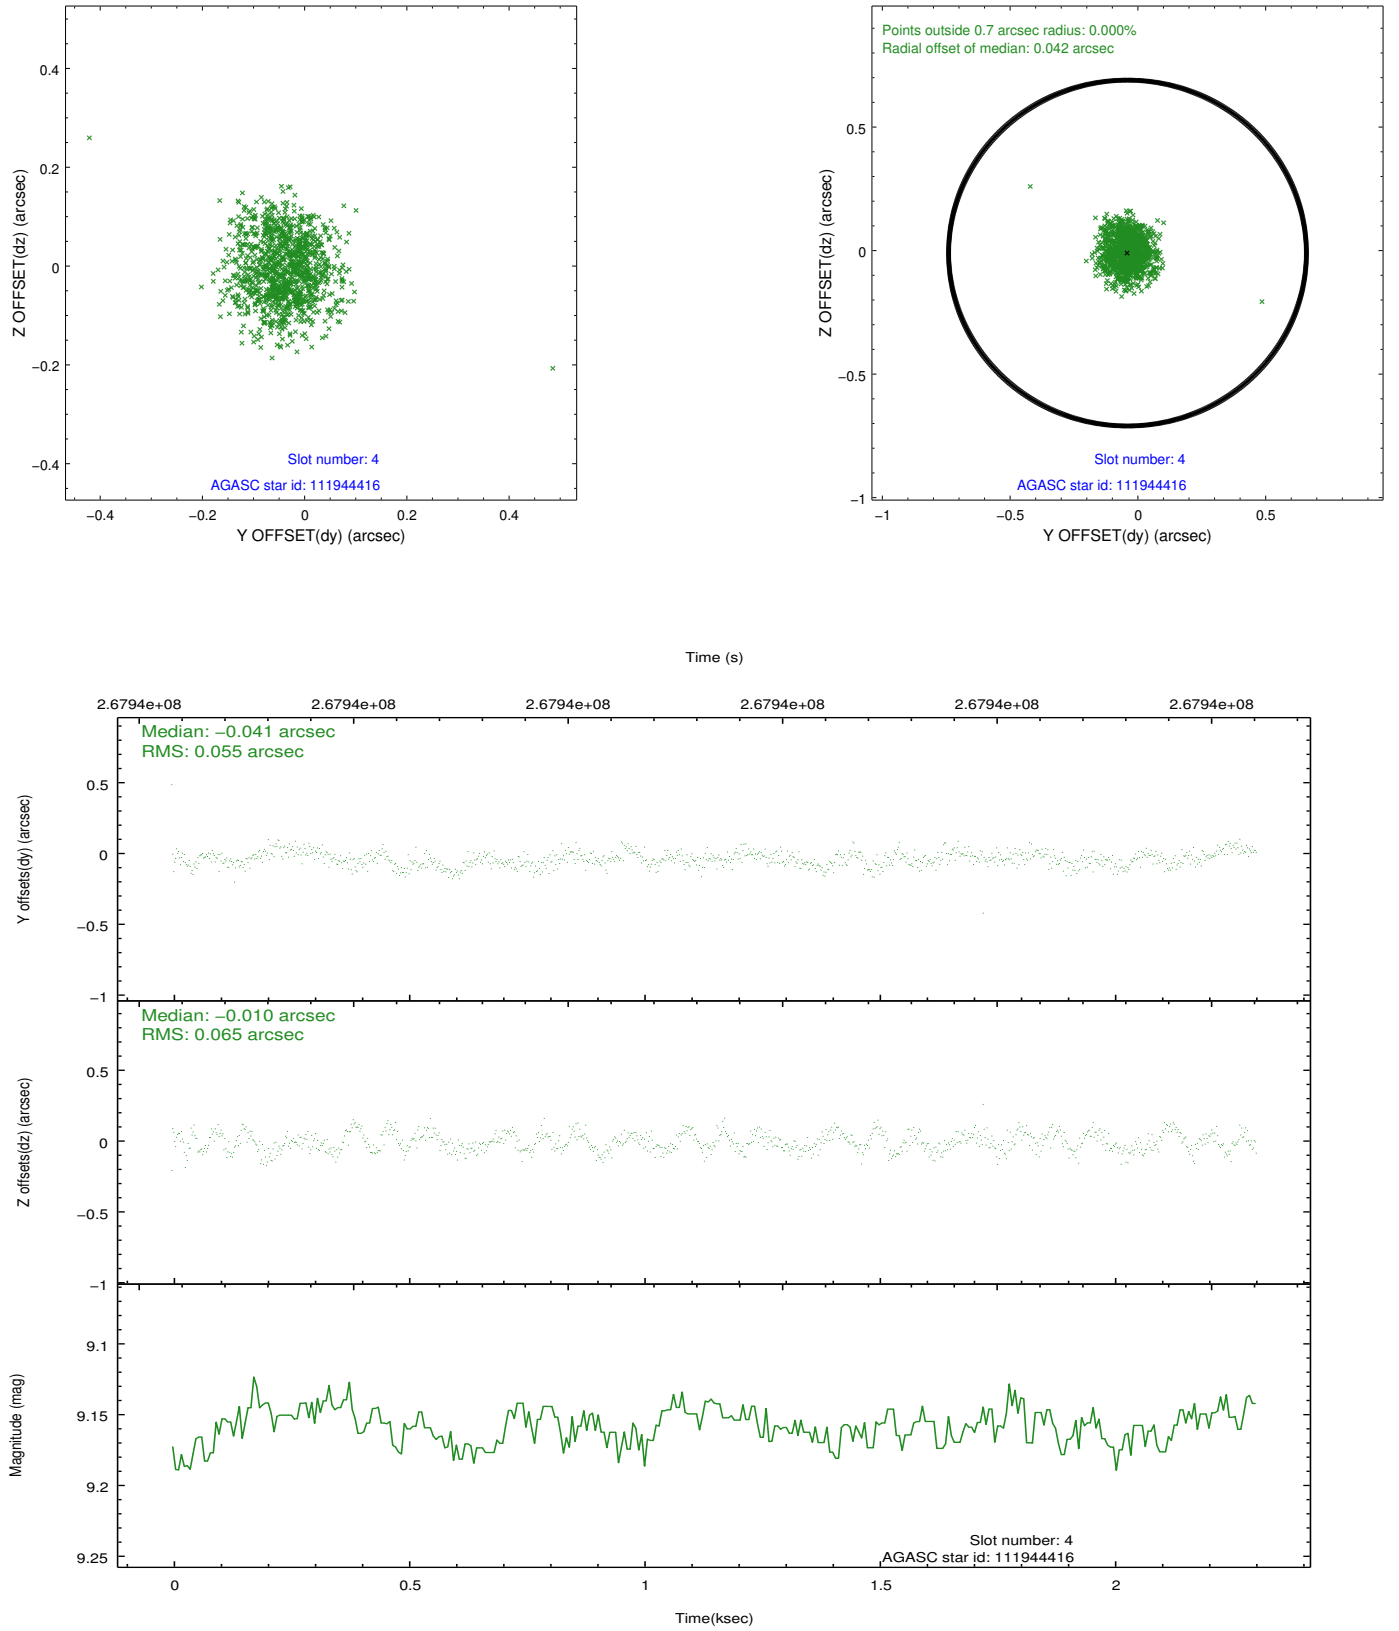 0.4
0.2
0
−0.2
−0.4
Z OFFSET(dz) (arcsec)
Slot number: 4
AGASC star id: 111944416
−0.4
−0.2
0
0.2
0.4
Y OFFSET(dy) (arcsec)
Points outside 0.7 arcsec radius: 0.000%
Radial offset of median: 0.042 arcsec
0.5
0
−0.5
−1
Z OFFSET(dz) (arcsec)
Slot number: 4
AGASC star id: 111944416
−1
−0.5
0
0.5
Y OFFSET(dy) (arcsec)
Time (s)
2.6794e+08
2.6794e+08
2.6794e+08
2.6794e+08
2.6794e+08
2.6794e+08
Median: −0.041 arcsec
RMS: 0.055 arcsec
0.5
0
−0.5
−1
Y offsets(dy) (arcsec)
Median: −0.010 arcsec
RMS: 0.065 arcsec
0.5
0
−0.5
−1
Z offsets(dz) (arcsec)
9.1
9.15
9.2
9.25
Magnitude (mag)
Slot number: 4
AGASC star id: 111944416
0
0.5
1
1.5
2
Time(ksec)